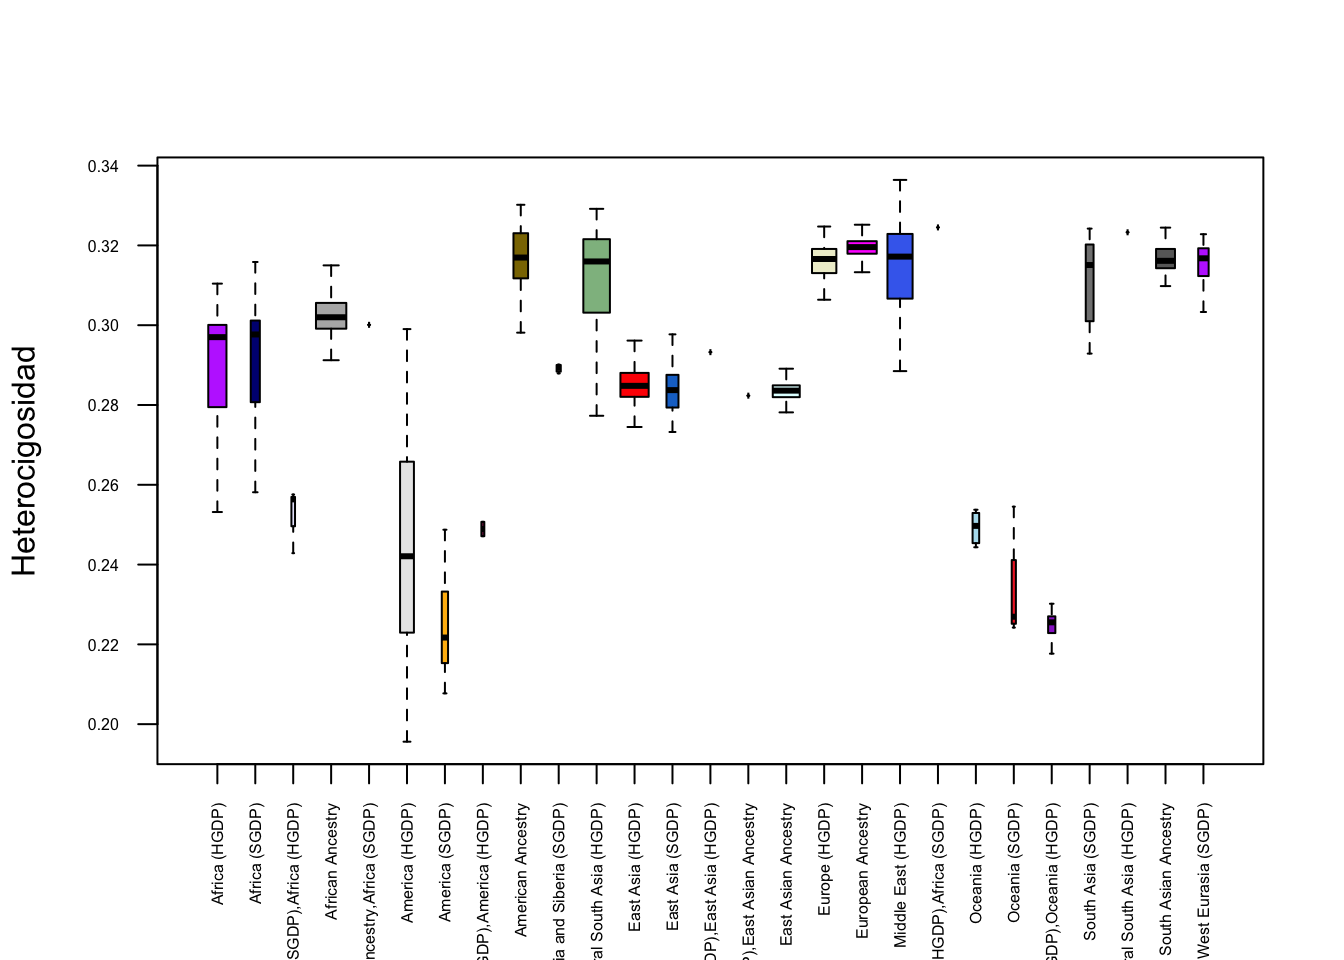 Heterocigosidad
0.34
0.32
0.30
0.28
0.26
0.24
0.22
0.20
Africa (HGDP)
Africa (SGDP)
SGDP),Africa (HGDP)
African Ancestry
ncestry,Africa (SGDP)
America (HGDP)
America (SGDP)
GDP),America (HGDP)
American Ancestry
ia and Siberia (SGDP)
ral South Asia (HGDP)
East Asia (HGDP)
East Asia (SGDP)
DP),East Asia (HGDP)
P),East Asian Ancestry
East Asian Ancestry
Europe (HGDP)
European Ancestry
Middle East (HGDP)
HGDP),Africa (SGDP)
Oceania (HGDP)
Oceania (SGDP)
GDP),Oceania (HGDP)
South Asia (SGDP)
ral South Asia (HGDP)
South Asian Ancestry
West Eurasia (SGDP)